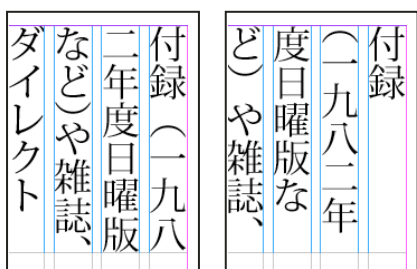 付録（一九八
二年度日曜版
など）や雑誌、
ダイレクト
付録
（一九八二年
度日曜版な
ど）や雑誌、